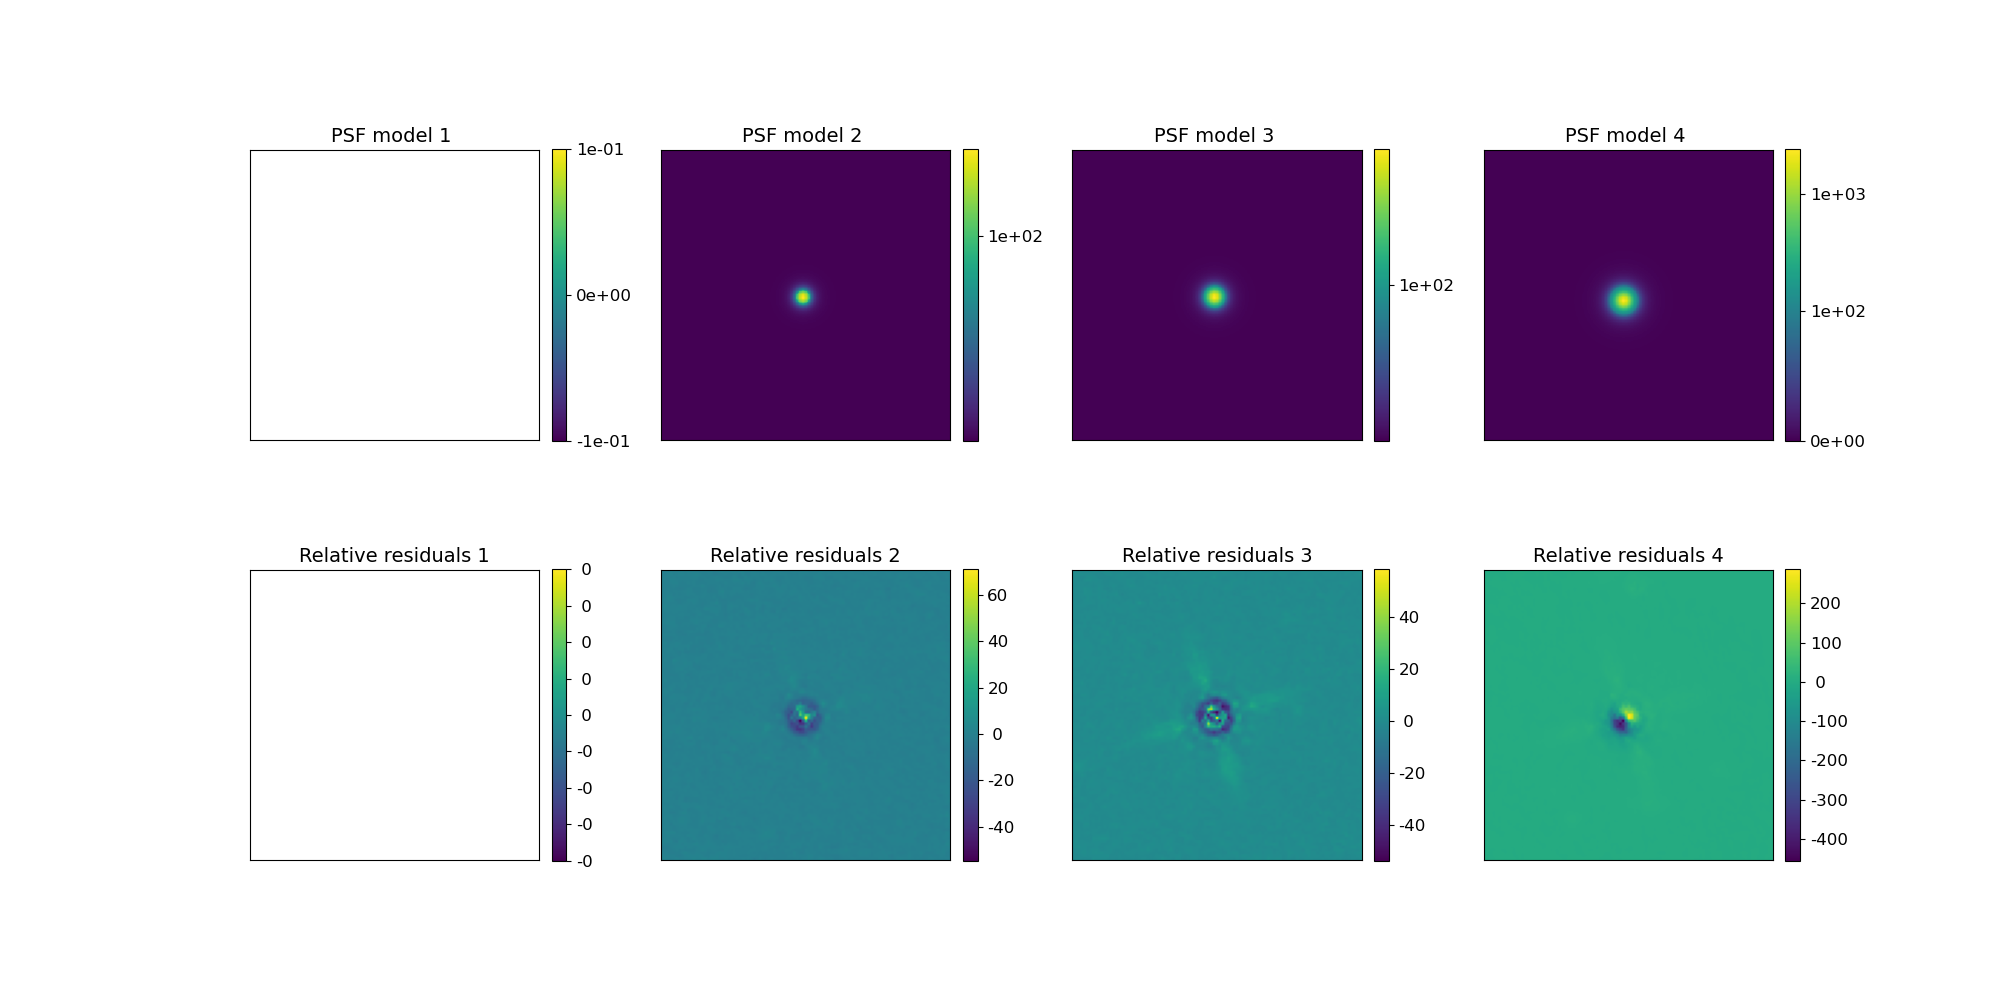 PSF model 1
PSF model 2
PSF model 3
PSF model 4
1e-01
0e+00
-1e-01
1e+02
1e+02
1e+03
1e+02
0e+00
Relative residuals 1
Relative residuals 2
Relative residuals 3
Relative residuals 4
0
0
0
0
0
-0
-0
-0
-0
60
40
20
0
-20
-40
40
20
0
-20
-40
200
100
0
-100
-200
-300
-400